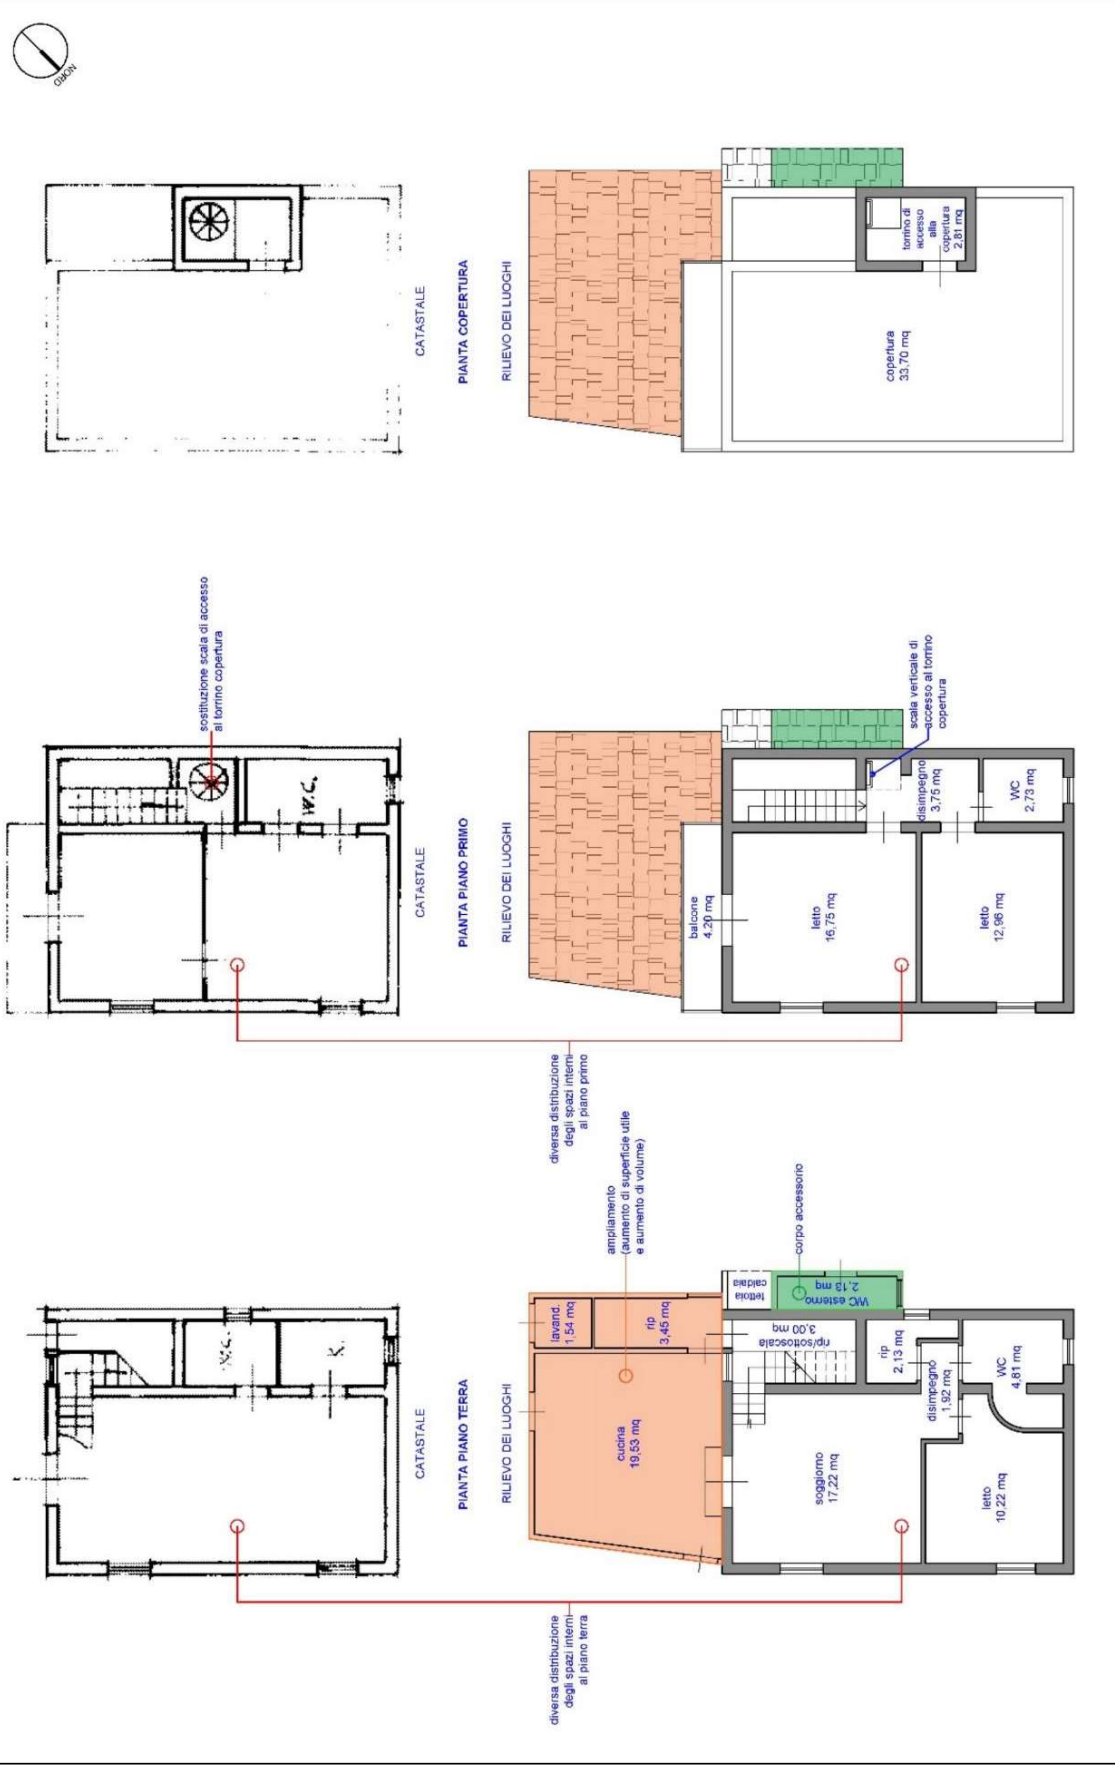 NORD
CATASTALE
PIANTA COPERTURA
RILIEVO DEI LUOGHI
torrino di
accesso
alla
copertura
2,81 mq
copertura
33,70 mq
sostituzione scala di accesso
al torrino copertura
W.C.
CATASTALE
PIANTA PIANO PRIMO
RILIEVO DEI LUOGHI
scala verticale di
accesso al torrino
copertura
disimpegno
3,75 mq
WC
2,73 mq
balcone
4,20 mq
letto
16,75 mq
letto
12,96 mq
diversa distribuzione
degli spazi interni
al piano primo
W.C.
K.
CATASTALE
PIANTA PIANO TERRA
RILIEVO DEI LUOGHI
ampliamento
(aumento di superficie utile
e aumento di volume)
corpo accessorio
lavand.
1,54 mq
rip
3,45 mq
tettoia
caldaia
WC esterno
2,13 mq
rip/sottoscala
3,00 mq
rip
2,13 mq
disimpegno
1,92 mq
WC
4,81 mq
cucina
19,53 mq
soggiorno
17,22 mq
letto
10,22 mq
diversa distribuzione
degli spazi interni
al piano terra